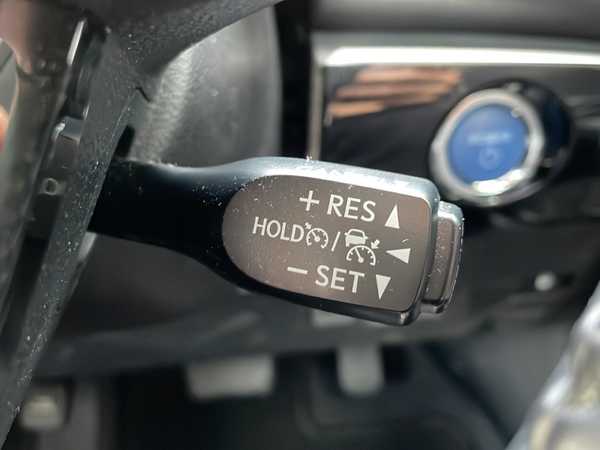 + RES
HOLD /
− SET